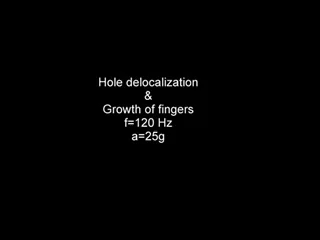 Hole delocalization
&
Growth of fingers
f=120 Hz
a=25g